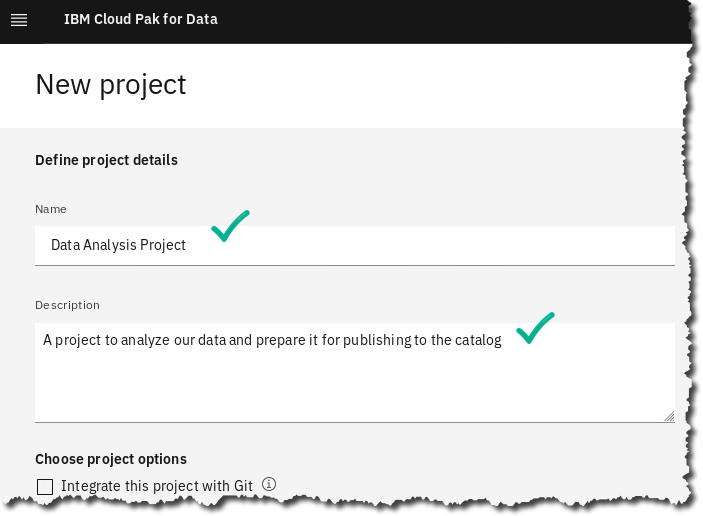 IBM Cloud Pak for Data
New project
Define project details
Name
Data Analysis Project
Description
A project to analyze our data and prepare it for publishing to the catalog
Choose project options
Integrate this project with Git